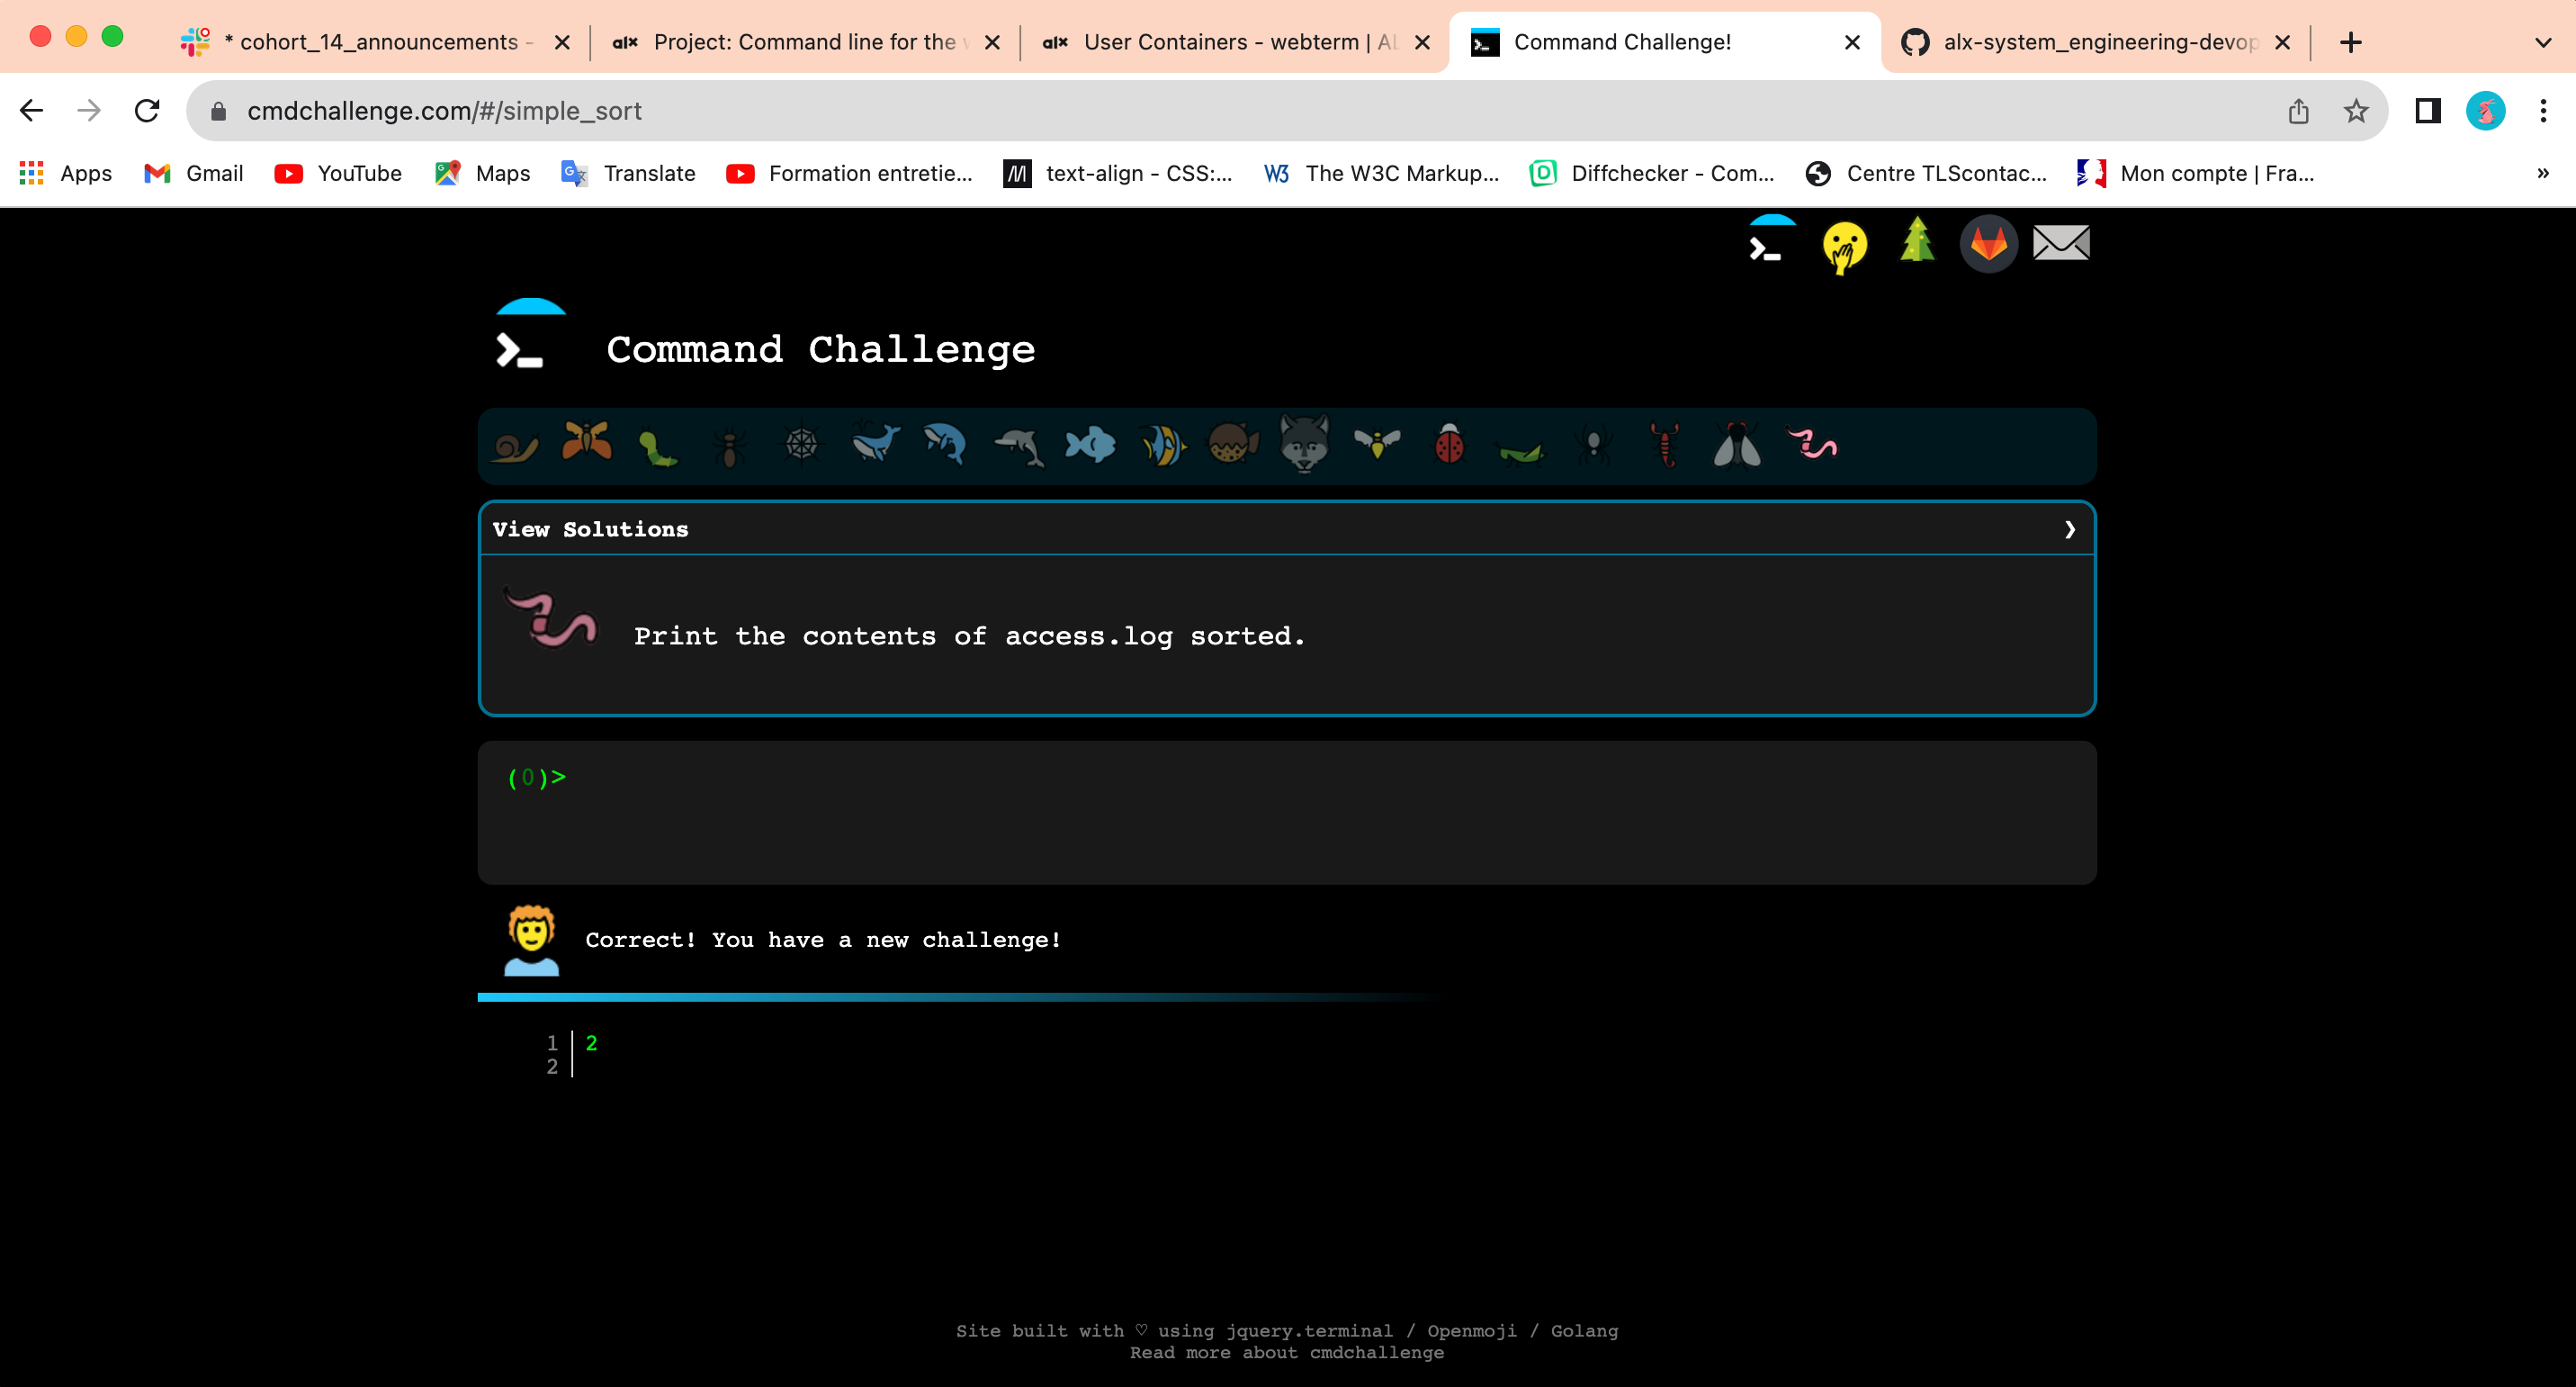 * cohort_14_announcements -
alx Project: Command line for the w
alx User Containers - webterm | AL
Command Challenge!
alx-system_engineering-devop
cmdchallenge.com/#/simple_sort
Apps Gmail YouTube Maps Translate Formation entretie... text-align - CSS:... W3 The W3C Markup... Diffchecker - Com... Centre TLScontac... Mon compte | Fra... »
Command Challenge
View Solutions ❯
Print the contents of access.log sorted.
(0)>
Correct! You have a new challenge!
1 2
2
Site built with ♡ using jquery.terminal / Openmoji / Golang
Read more about cmdchallenge